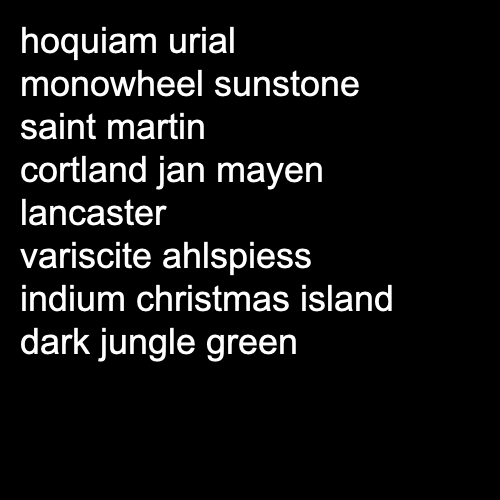 hoquiam urial
monowheel sunstone
saint martin
cortland jan mayen
lancaster
variscite ahlspiess
indium christmas island
dark jungle green